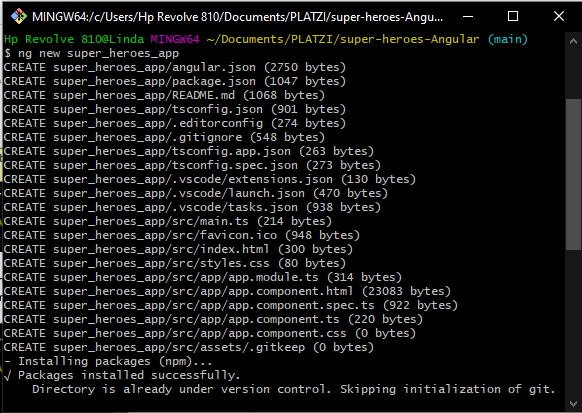 MINGW64:/c/Users/Hp Revolve 810/Documents/PLATZI/super-heroes-Angu...
Hp Revolve 810@Linda MINGW64 ~/Documents/PLATZI/super-heroes-Angular (main)
$ ng new super_heroes_app
CREATE super_heroes_app/angular.json (2750 bytes)
CREATE super_heroes_app/package.json (1047 bytes)
CREATE super_heroes_app/README.md (1068 bytes)
CREATE super_heroes_app/tsconfig.json (901 bytes)
CREATE super_heroes_app/.editorconfig (274 bytes)
CREATE super_heroes_app/.gitignore (548 bytes)
CREATE super_heroes_app/tsconfig.app.json (263 bytes)
CREATE super_heroes_app/tsconfig.spec.json (273 bytes)
CREATE super_heroes_app/.vscode/extensions.json (130 bytes)
CREATE super_heroes_app/.vscode/launch.json (470 bytes)
CREATE super_heroes_app/.vscode/tasks.json (938 bytes)
CREATE super_heroes_app/src/main.ts (214 bytes)
CREATE super_heroes_app/src/favicon.ico (948 bytes)
CREATE super_heroes_app/src/index.html (300 bytes)
CREATE super_heroes_app/src/styles.css (80 bytes)
CREATE super_heroes_app/src/app/app.module.ts (314 bytes)
CREATE super_heroes_app/src/app/app.component.html (23083 bytes)
CREATE super_heroes_app/src/app/app.component.spec.ts (922 bytes)
CREATE super_heroes_app/src/app/app.component.ts (220 bytes)
CREATE super_heroes_app/src/app/app.component.css (0 bytes)
CREATE super_heroes_app/src/assets/.gitkeep (0 bytes)
- Installing packages (npm)...
√ Packages installed successfully.
    Directory is already under version control. Skipping initialization of git.